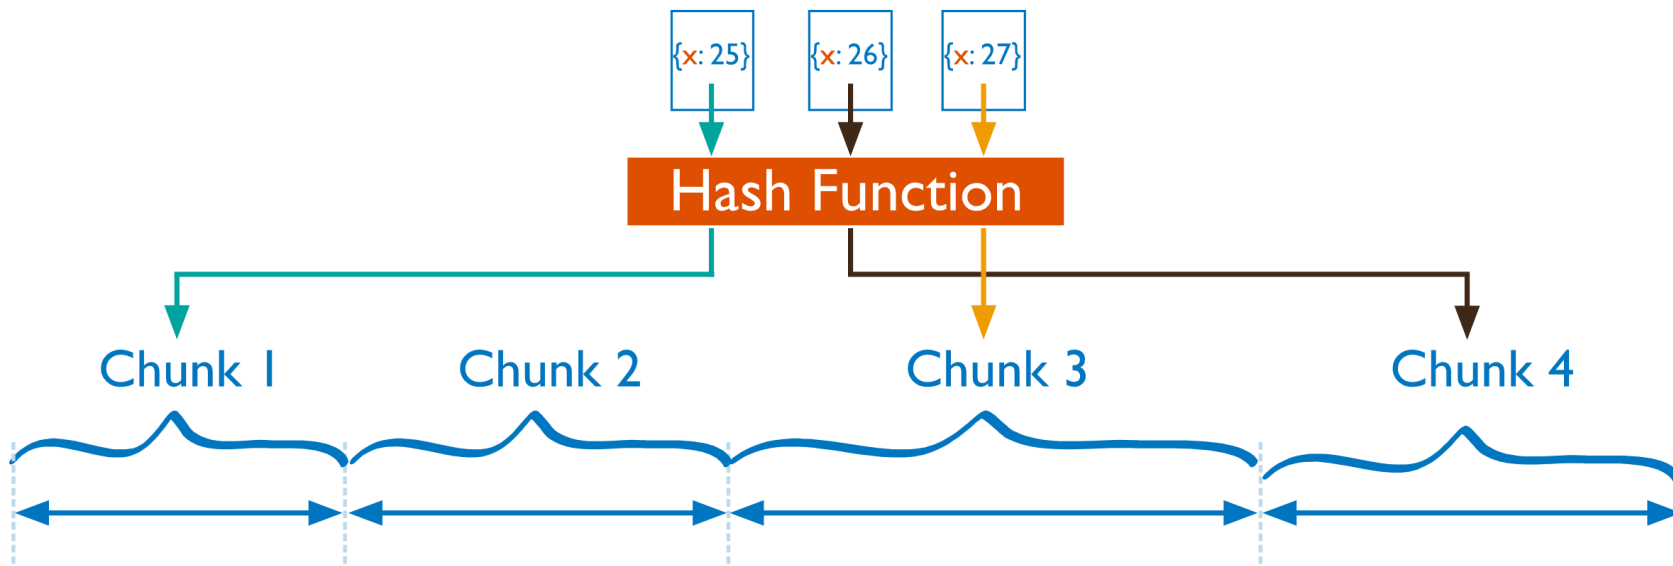 {x: 25} {x: 26} {x: 27}
Hash Function
Chunk 1 Chunk 2 Chunk 3 Chunk 4